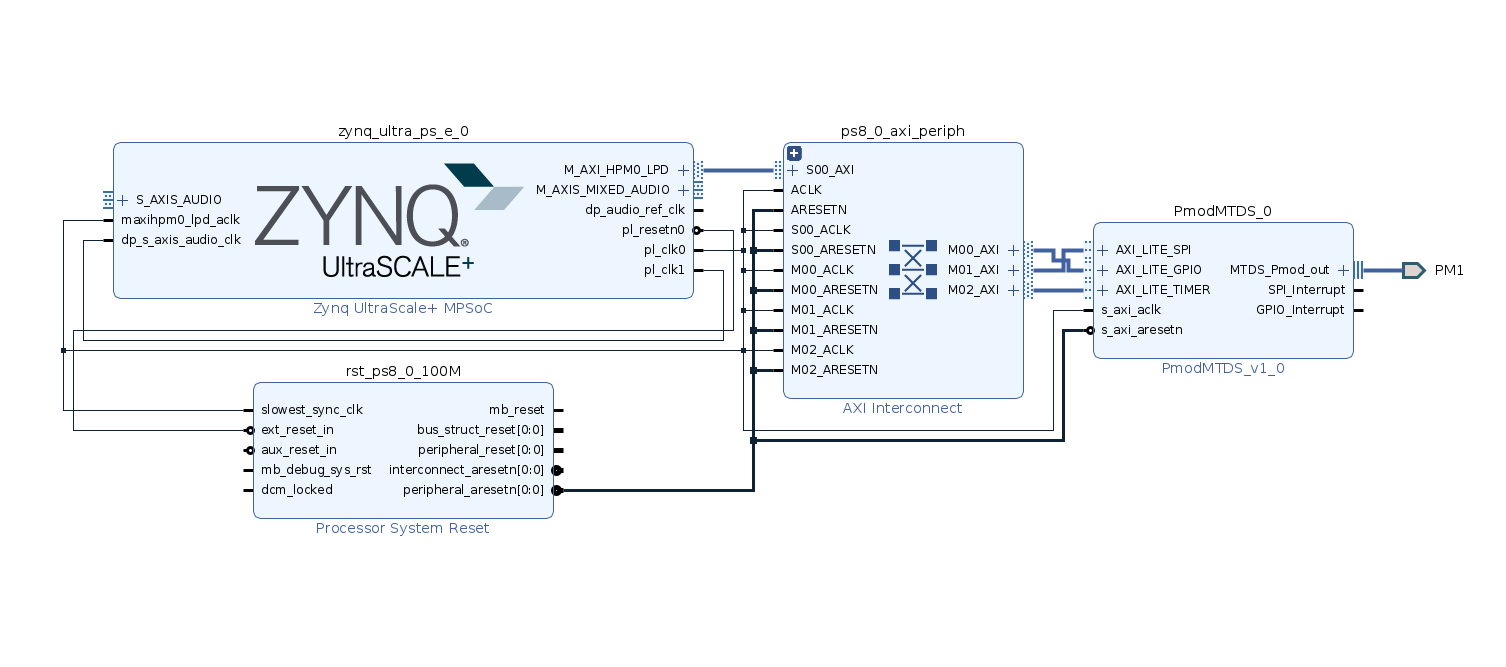 zynq_ultra_ps_e_0
S_AXIS_AUDIO
maxihpm0_lpd_aclk
dp_s_axis_audio_clk
ZYNQ
UltraSCALE+
M_AXI_HPM0_LPD
M_AXIS_MIXED_AUDIO
dp_audio_ref_clk
pl_resetn0
pl_clk0
pl_clk1
Zynq UltraScale+ MPSoC
rst_ps8_0_100M
slowest_sync_clk
ext_reset_in
aux_reset_in
mb_debug_sys_rst
dcm_locked
mb_reset
bus_struct_reset[0:0]
peripheral_reset[0:0]
interconnect_aresetn[0:0]
peripheral_aresetn[0:0]
Processor System Reset
ps8_0_axi_periph
S00_AXI
ACLK
ARESETN
S00_ACLK
S00_ARESETN
M00_ACLK
M00_ARESETN
M01_ACLK
M01_ARESETN
M02_ACLK
M02_ARESETN
M00_AXI
M01_AXI
M02_AXI
AXI Interconnect
PmodMTDS_0
AXI_LITE_SPI
AXI_LITE_GPIO
AXI_LITE_TIMER
s_axi_aclk
s_axi_aresetn
MTDS_Pmod_out
SPI_Interrupt
GPIO_Interrupt
PmodMTDS_v1_0
PM1